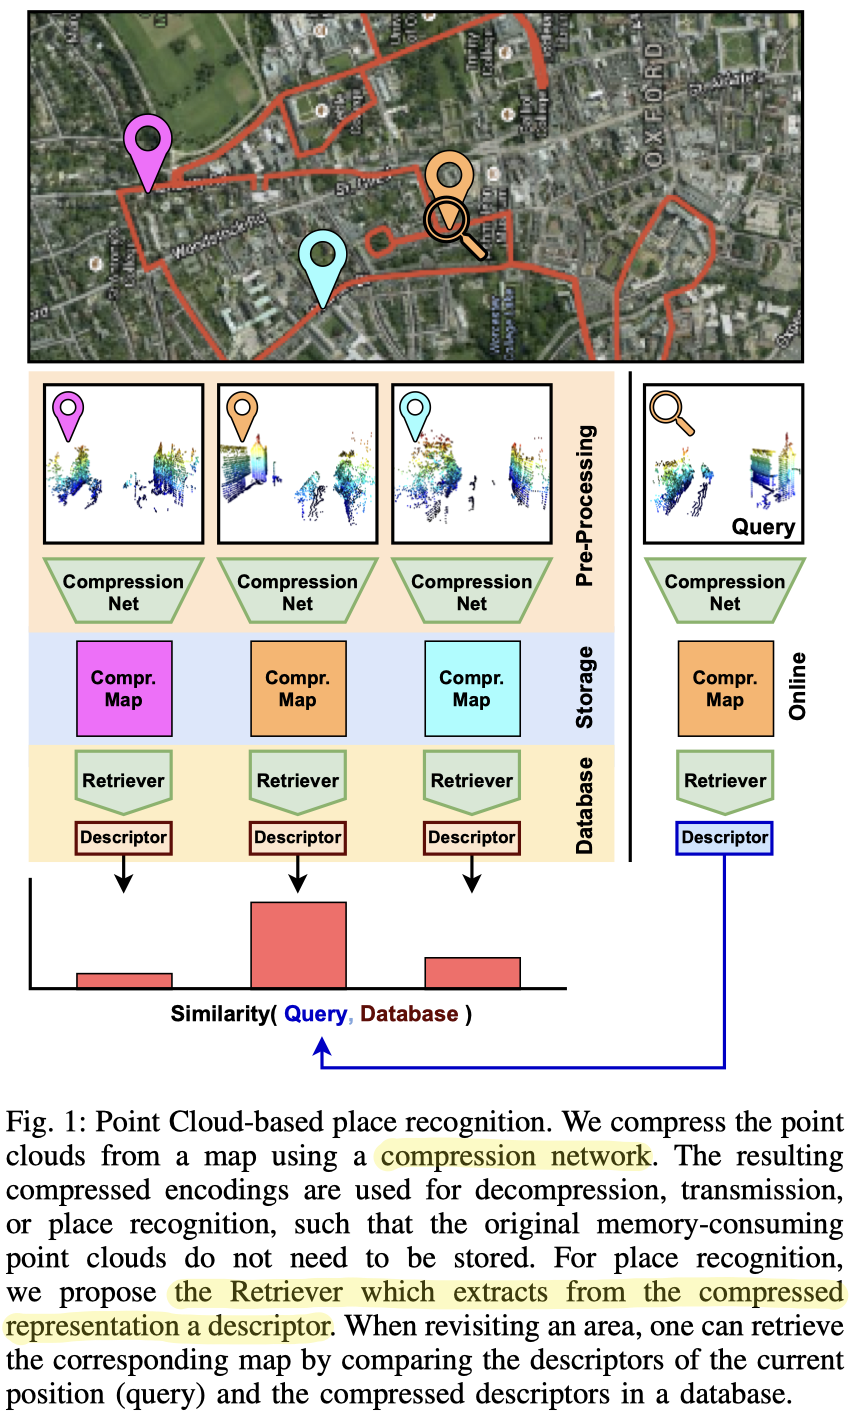 OXFORD
Woodstock Rd
Pre-Processing
Query
Compression
Net
Compression
Net
Compression
Net
Compression
Net
Storage
Compr.
Map
Compr.
Map
Compr.
Map
Compr.
Map
Online
Database
Retriever
Retriever
Retriever
Retriever
Descriptor
Descriptor
Descriptor
Descriptor
Similarity( Query, Database )
Fig. 1: Point Cloud-based place recognition. We compress the point
clouds from a map using a compression network. The resulting
compressed encodings are used for decompression, transmission,
or place recognition, such that the original memory-consuming
point clouds do not need to be stored. For place recognition,
we propose the Retriever which extracts from the compressed
representation a descriptor. When revisiting an area, one can retrieve
the corresponding map by comparing the descriptors of the current
position (query) and the compressed descriptors in a database.